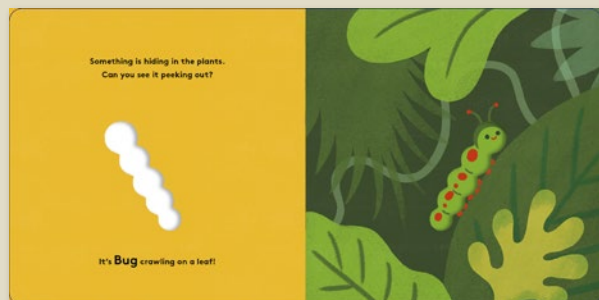 Something is hiding in the plants.
Can you see it peeking out?
It's Bug crawling on a leaf!